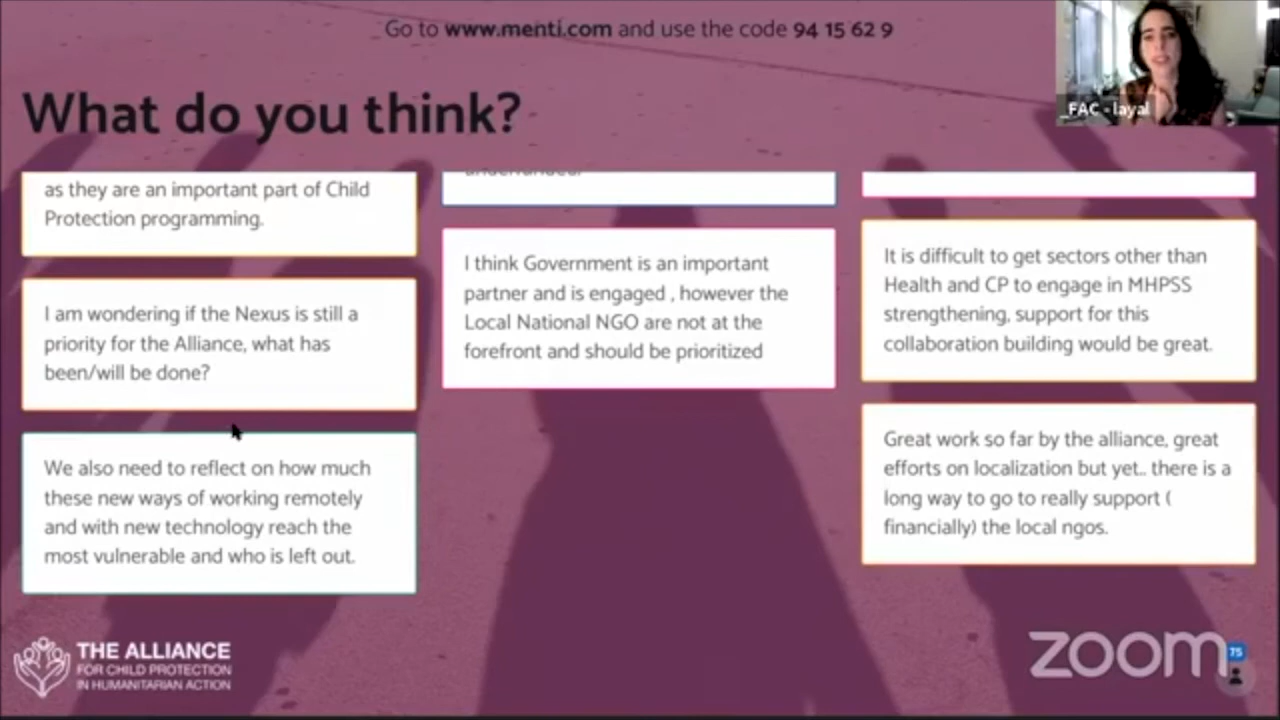 Go to www.menti.com and use the code 94 15 62 9
FAC - layal
What do you think?
as they are an important part of Child
Protection programming.
I am wondering if the Nexus is still a
priority for the Alliance, what has
been/will be done?
We also need to reflect on how much
these new ways of working remotely
and with new technology reach the
most vulnerable and who is left out.
I think Government is an important
partner and is engaged , however the
Local National NGO are not at the
forefront and should be prioritized
It is difficult to get sectors other than
Health and CP to engage in MHPSS
strengthening, support for this
collaboration building would be great.
Great work so far by the alliance, great
efforts on localization but yet.. there is a
long way to go to really support (
financially) the local ngos.
THE ALLIANCE
FOR CHILD PROTECTION
IN HUMANITARIAN ACTION
zoom
75